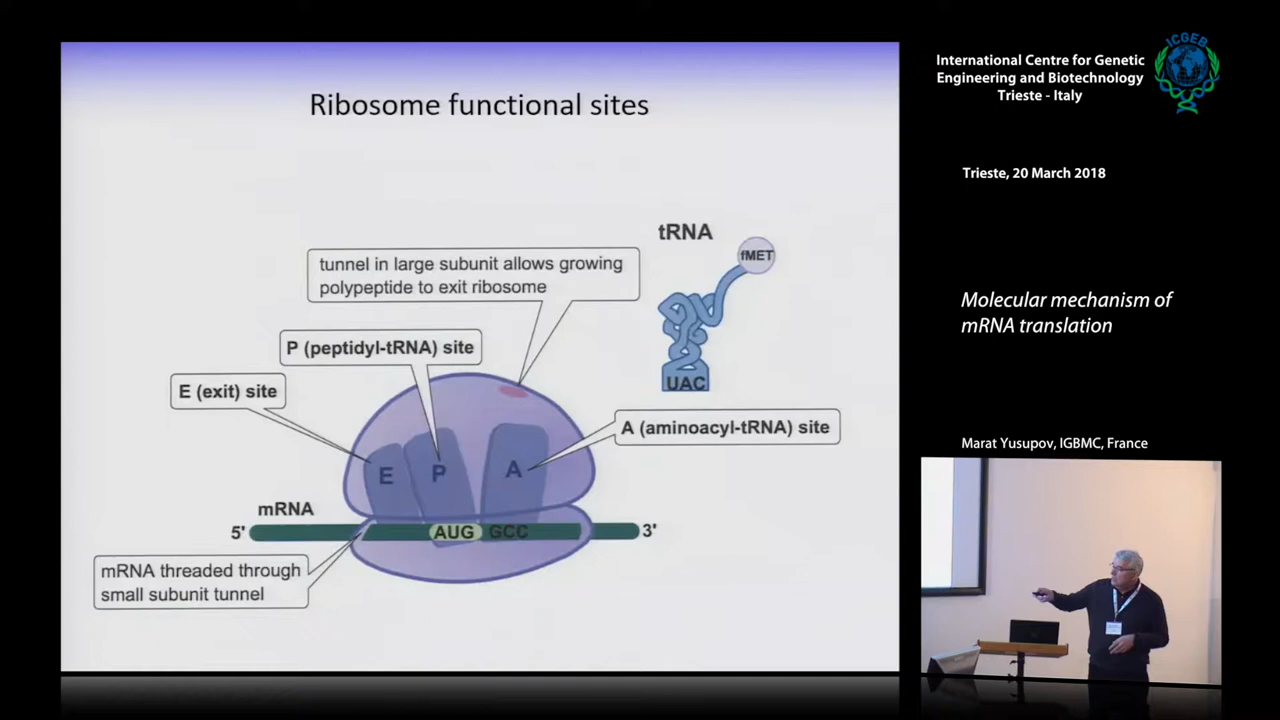 Ribosome functional sites
tRNA
fMET
tunnel in large subunit allows growing
polypeptide to exit ribosome
P (peptidyl-tRNA) site
E (exit) site
UAC
A (aminoacyl-tRNA) site
E
P
A
mRNA
5'
AUG
GCC
3'
mRNA threaded through
small subunit tunnel
International Centre for Genetic
Engineering and Biotechnology
Trieste - Italy
ICGEB
Trieste, 20 March 2018
Molecular mechanism of
mRNA translation
Marat Yusupov, IGBMC, France